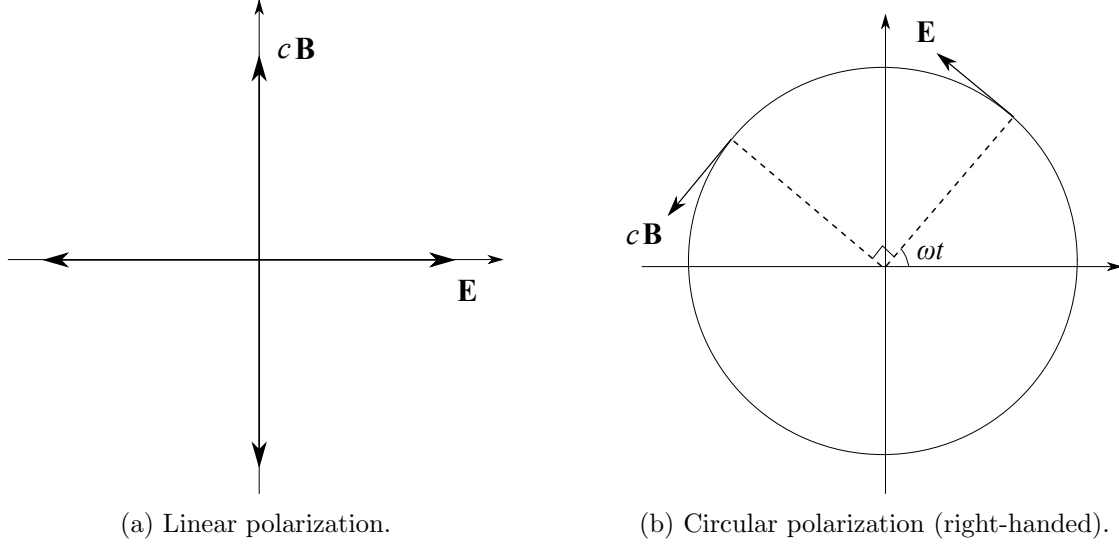 cB
E
(a) Linear polarization.
E
cB
ωt
(b) Circular polarization (right-handed).